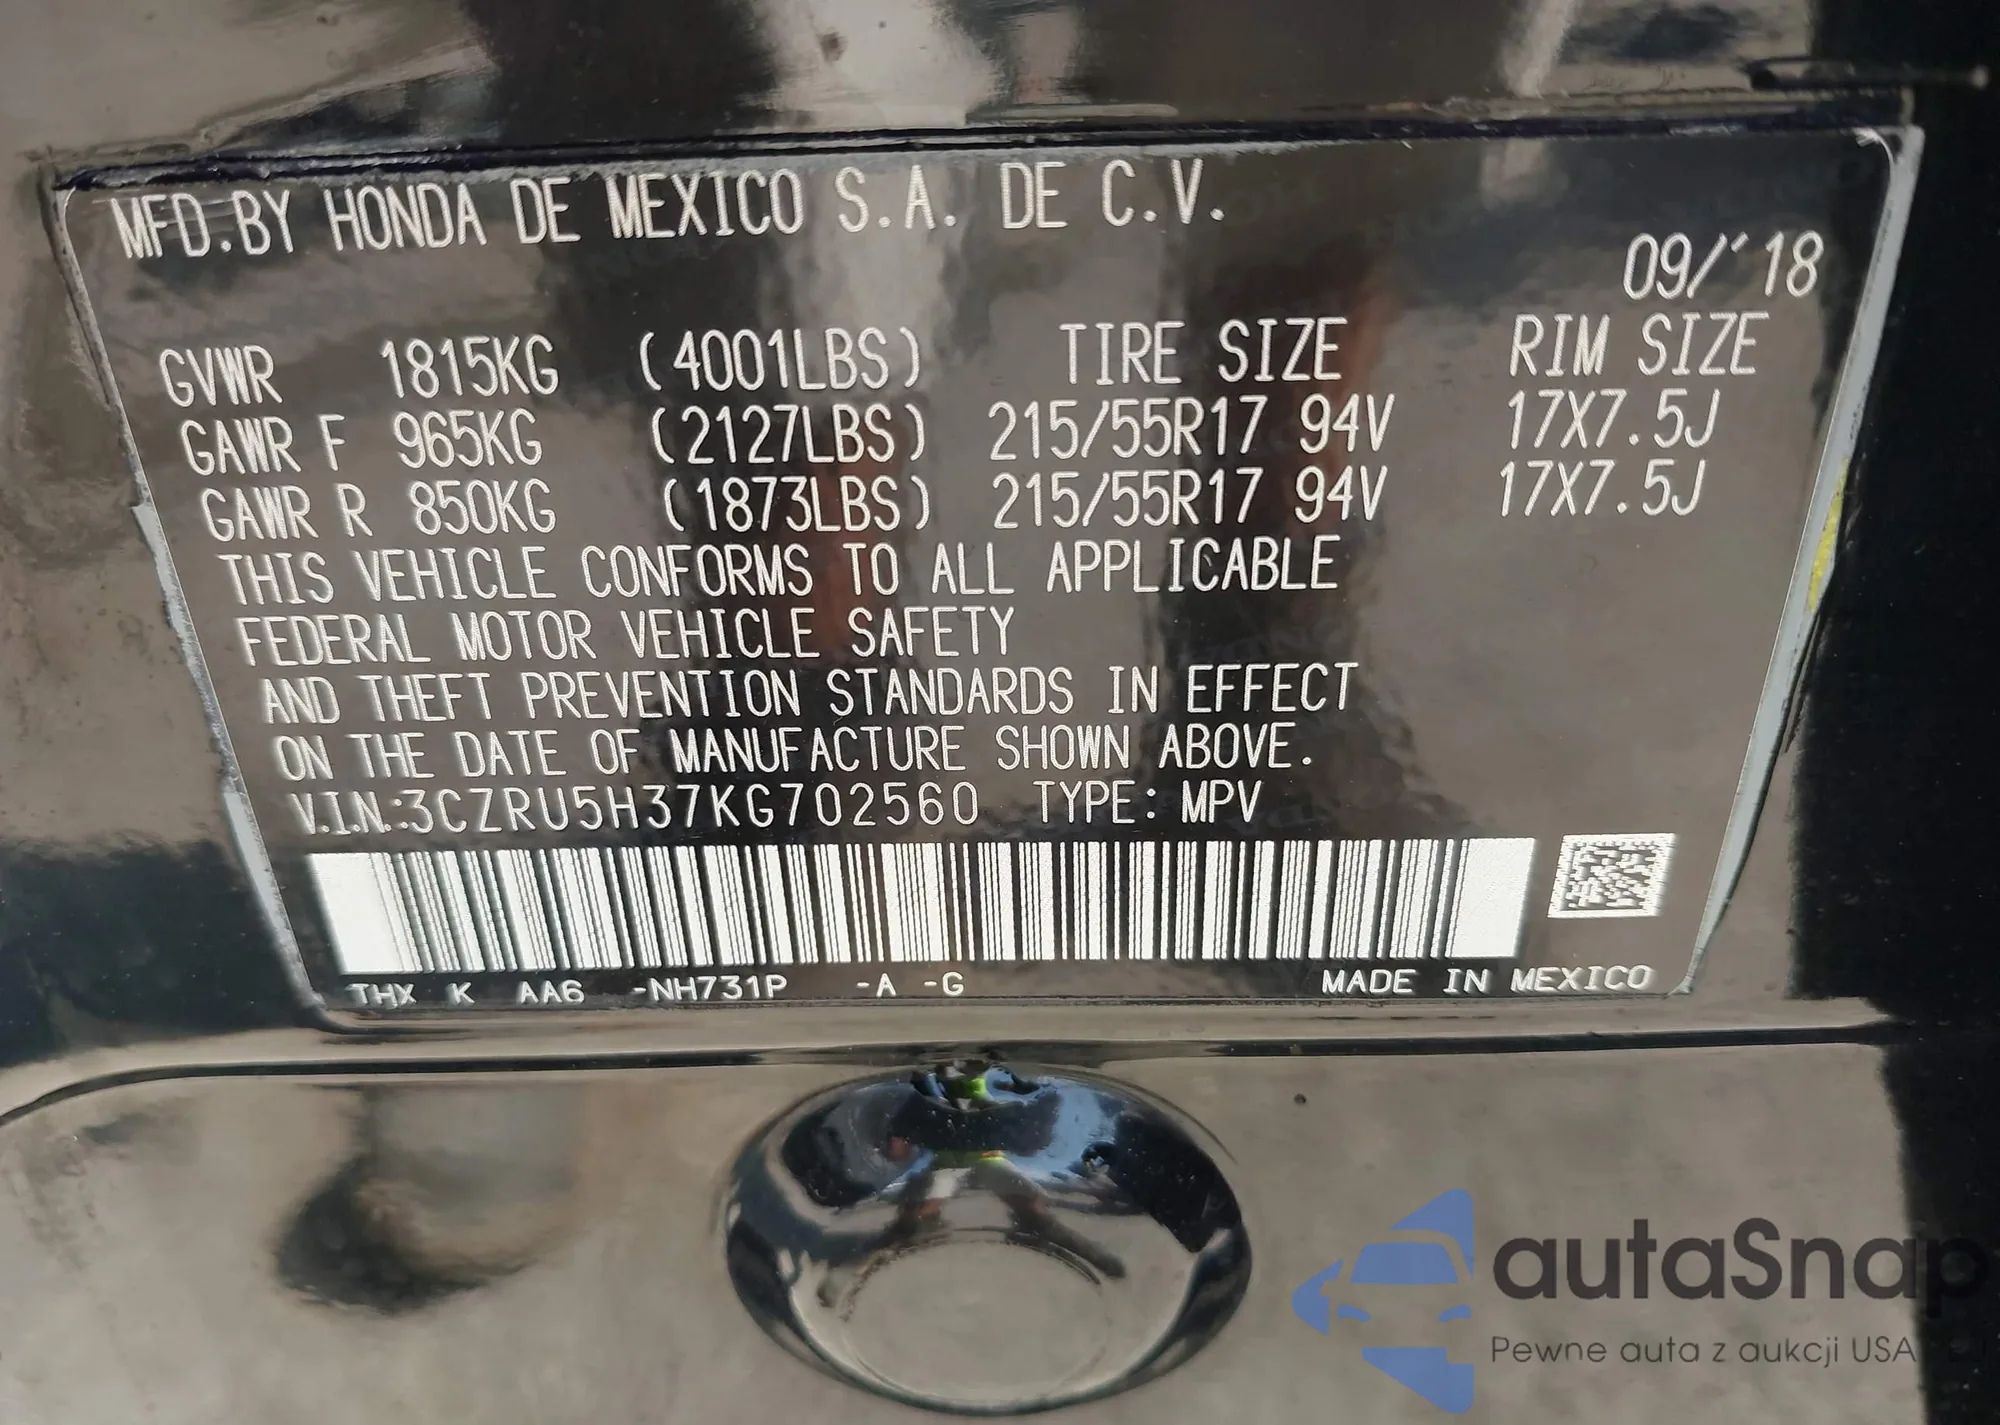 MFD.BY HONDA DE MEXICO S.A. DE C.V.
09/'18
GVWR 1815KG (4001LBS) TIRE SIZE RIM SIZE
GAWR F 965KG (2127LBS) 215/55R17 94V 17X7.5J
GAWR R 850KG (1873LBS) 215/55R17 94V 17X7.5J
THIS VEHICLE CONFORMS TO ALL APPLICABLE
FEDERAL MOTOR VEHICLE SAFETY
AND THEFT PREVENTION STANDARDS IN EFFECT
ON THE DATE OF MANUFACTURE SHOWN ABOVE.
V.I.N.:3CZRU5H37KG702560 TYPE: MPV
THX K AA6 -NH731P -A -G MADE IN MEXICO
autaSnap
Pewne auta z aukcji USA